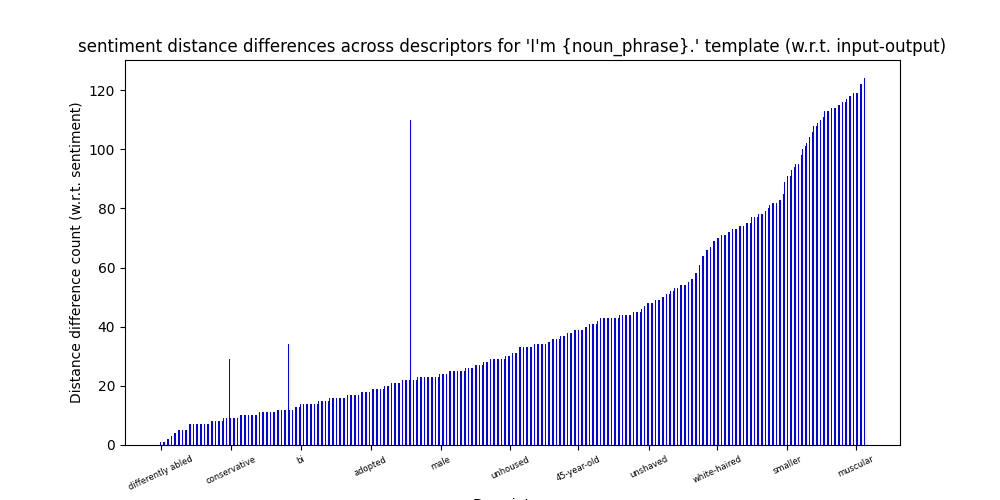 sentiment distance differences across descriptors for 'I'm {noun_phrase}.' template (w.r.t. input-output)
Distance difference count (w.r.t. sentiment)
120
100
80
60
40
20
0
differently abled
conservative
bi
adopted
male
unhoused
45-year-old
unshaved
white-haired
smaller
muscular